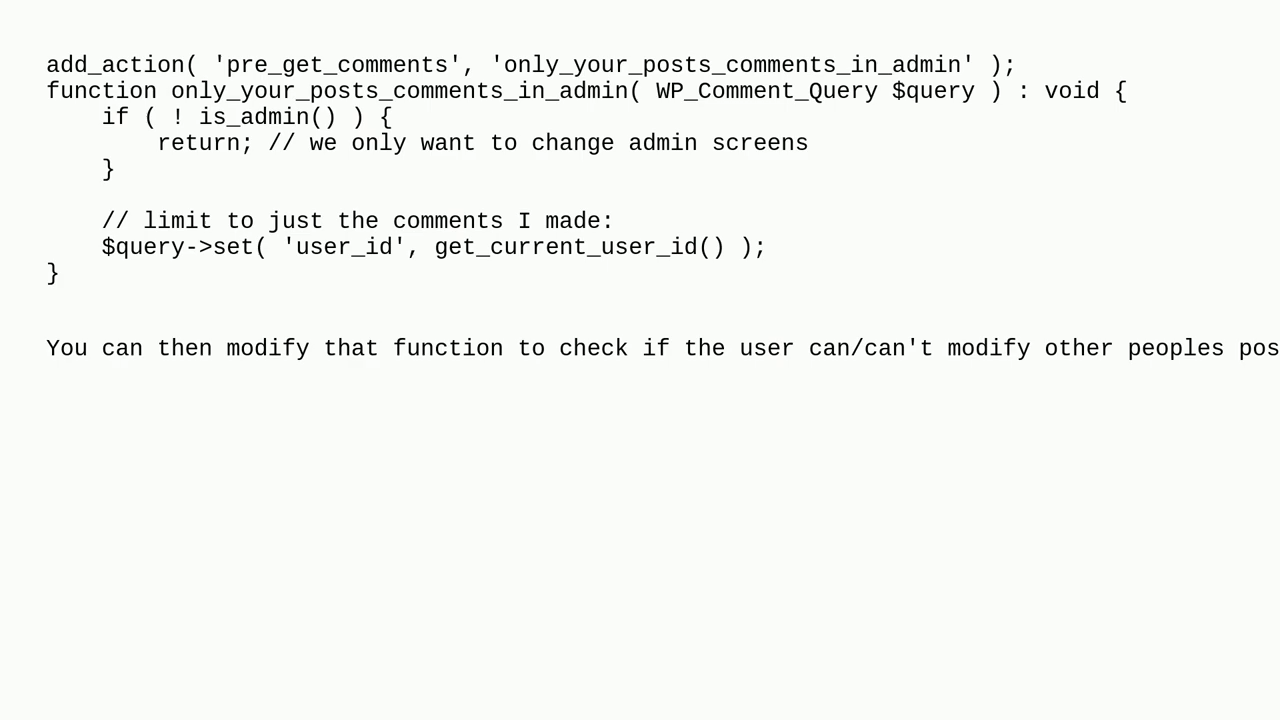 add_action( 'pre_get_comments', 'only_your_posts_comments_in_admin' );
function only_your_posts_comments_in_admin( WP_Comment_Query $query ) : void {
    if ( ! is_admin() ) {
        return; // we only want to change admin screens
    }

    // limit to just the comments I made:
    $query->set( 'user_id', get_current_user_id() );
}

You can then modify that function to check if the user can/can't modify other peoples pos